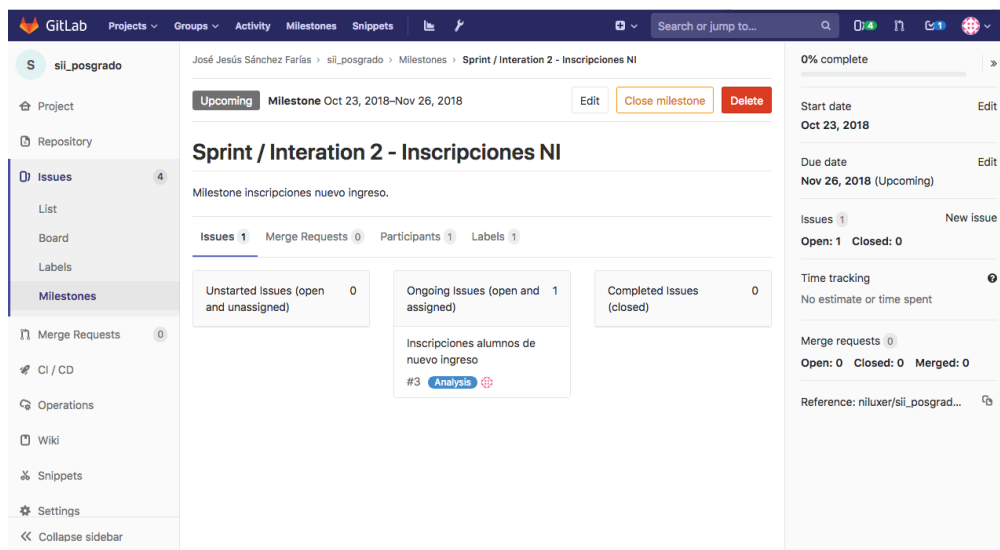 GitLab Projects Groups Activity Milestones Snippets Search or jump to... 4 1
S sii_posgrado
Project
Repository
Issues 4
List
Board
Labels
Milestones
Merge Requests 0
CI / CD
Operations
Wiki
Snippets
Settings
Collapse sidebar
José Jesús Sánchez Farías › sii_posgrado › Milestones › Sprint / Interation 2 - Inscripciones NI
Upcoming Milestone Oct 23, 2018–Nov 26, 2018 Edit Close milestone Delete
Sprint / Interation 2 - Inscripciones NI
Milestone inscripciones nuevo ingreso.
Issues 1 Merge Requests 0 Participants 1 Labels 1
Unstarted Issues (open 0
and unassigned)
Ongoing Issues (open and 1
assigned)
Inscripciones alumnos de
nuevo ingreso
#3 Analysis
Completed Issues 0
(closed)
0% complete »
Start date Edit
Oct 23, 2018
Due date Edit
Nov 26, 2018 (Upcoming)
Issues 1 New issue
Open: 1 Closed: 0
Time tracking ?
No estimate or time spent
Merge requests 0
Open: 0 Closed: 0 Merged: 0
Reference: niluxer/sii_posgrad...